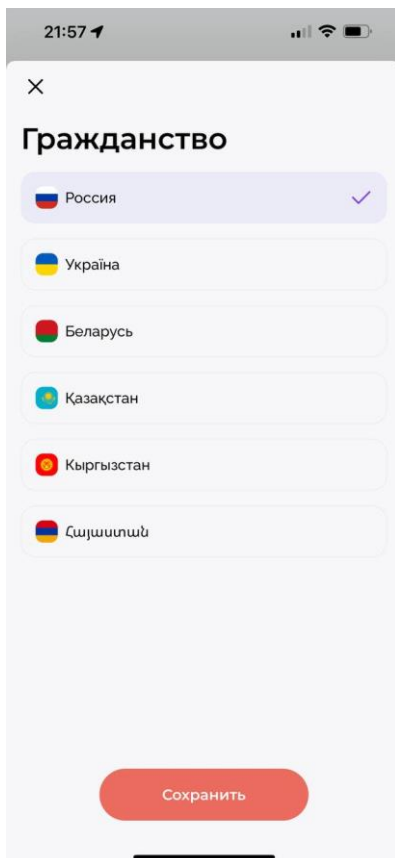 21:57
Гражданство
Россия
Україна
Беларусь
Қазақстан
Кыргызстан
Հայաստան
Сохранить